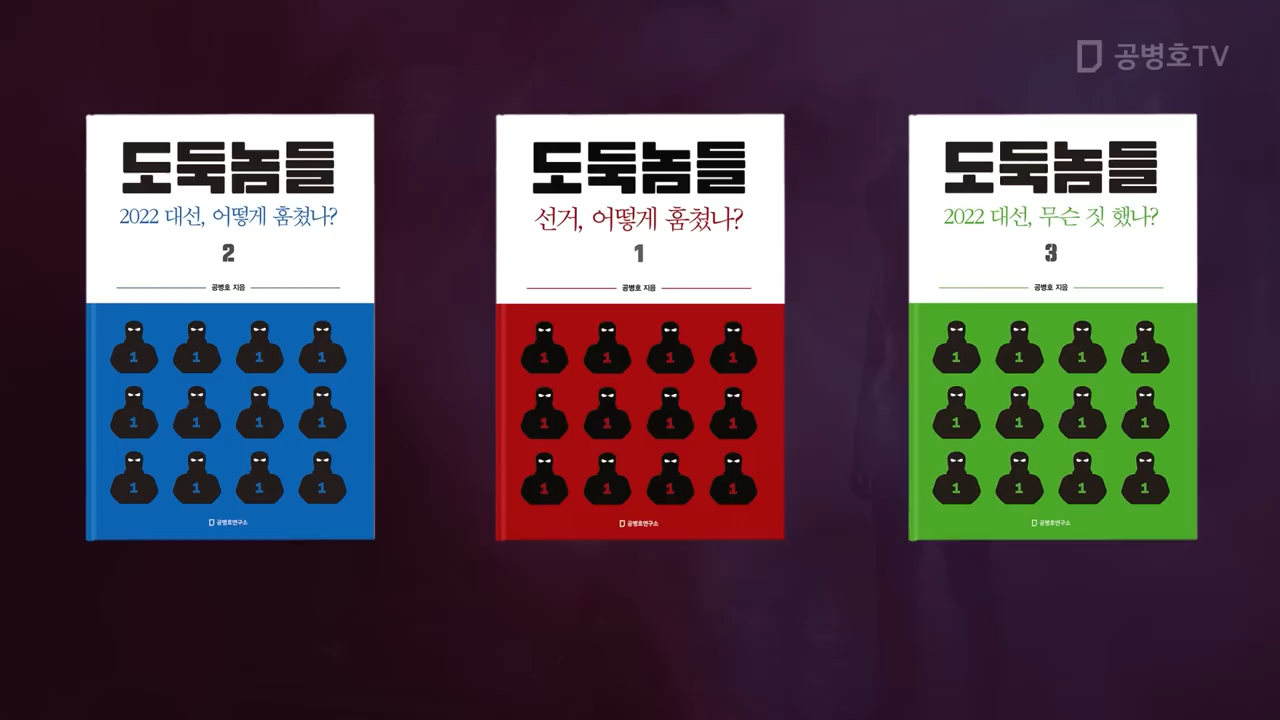 공병호TV
도둑놈들
2022 대선, 어떻게 훔쳤나?
2
공병호 지음
1 1 1 1
1 1 1 1
1 1 1 1
공병호연구소
도둑놈들
선거, 어떻게 훔쳤나?
1
공병호 지음
1 1 1 1
1 1 1 1
1 1 1 1
공병호연구소
도둑놈들
2022 대선, 무슨 짓 했나?
3
공병호 지음
1 1 1 1
1 1 1 1
1 1 1 1
공병호연구소